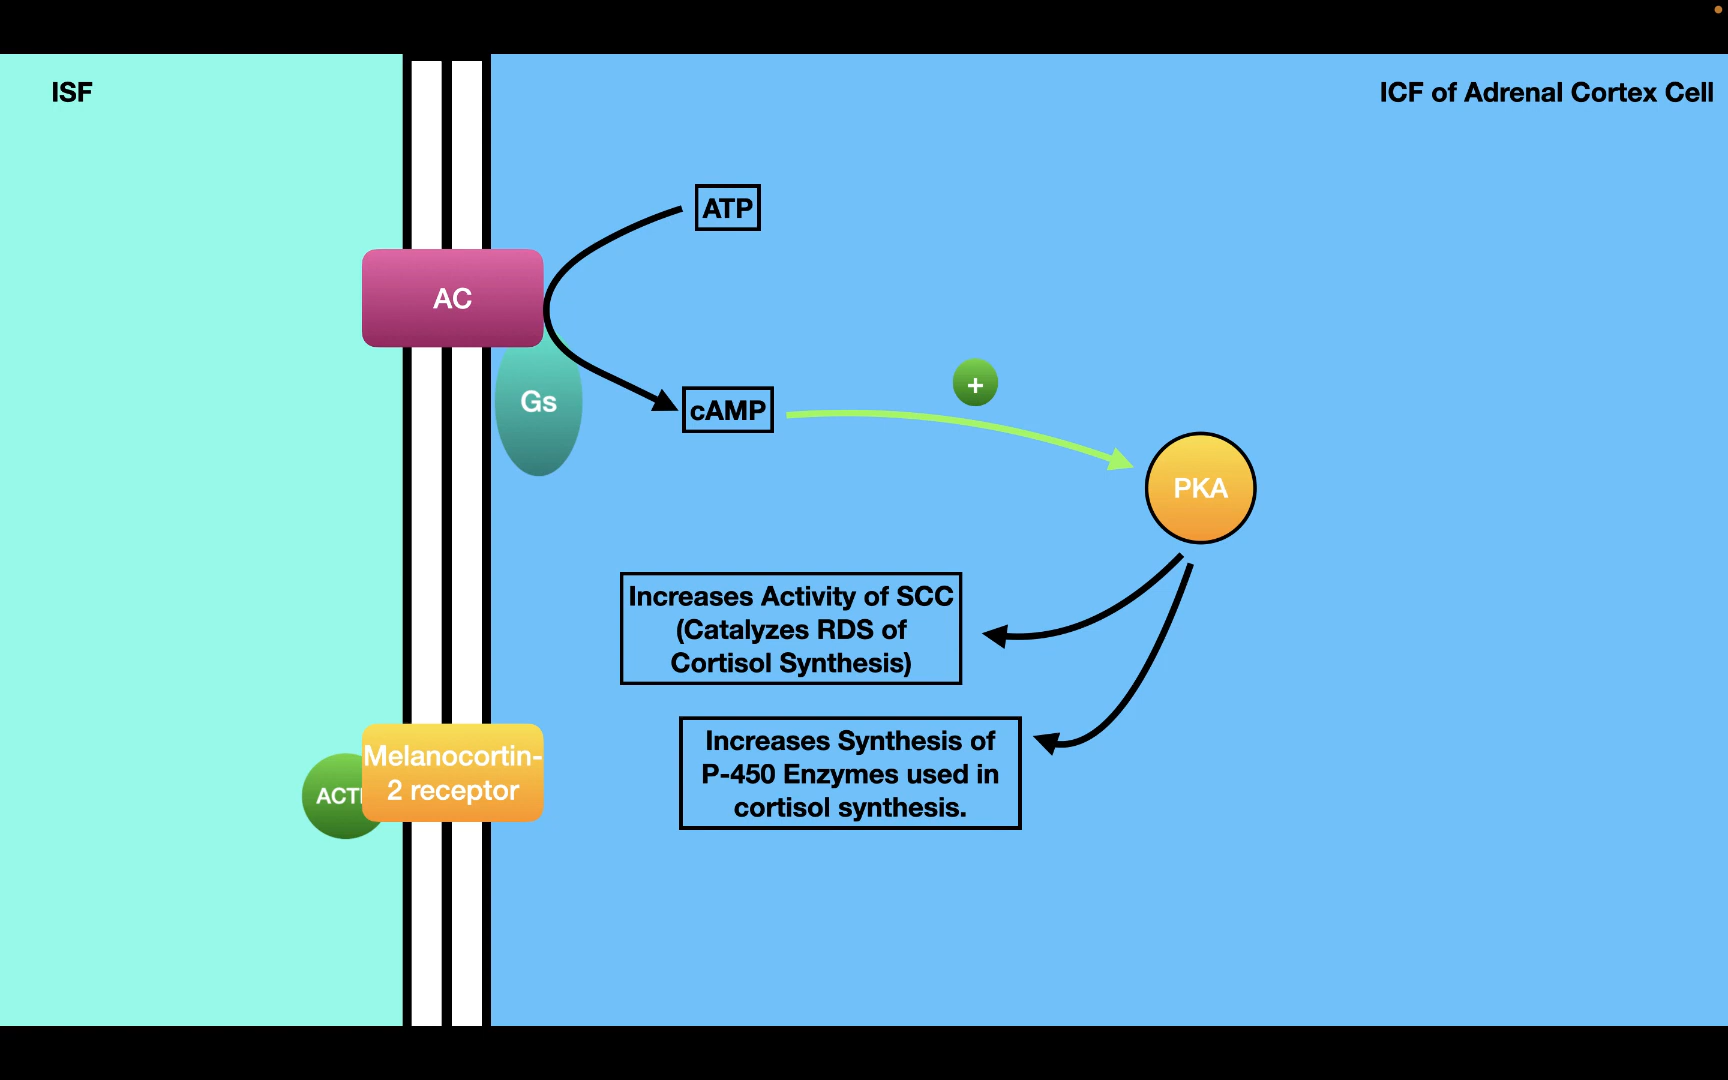 ISF
ICF of Adrenal Cortex Cell
ATP
AC
Gs
cAMP
+
PKA
Increases Activity of SCC
(Catalyzes RDS of
Cortisol Synthesis)
Melanocortin-
2 receptor
Increases Synthesis of
P-450 Enzymes used in
cortisol synthesis.